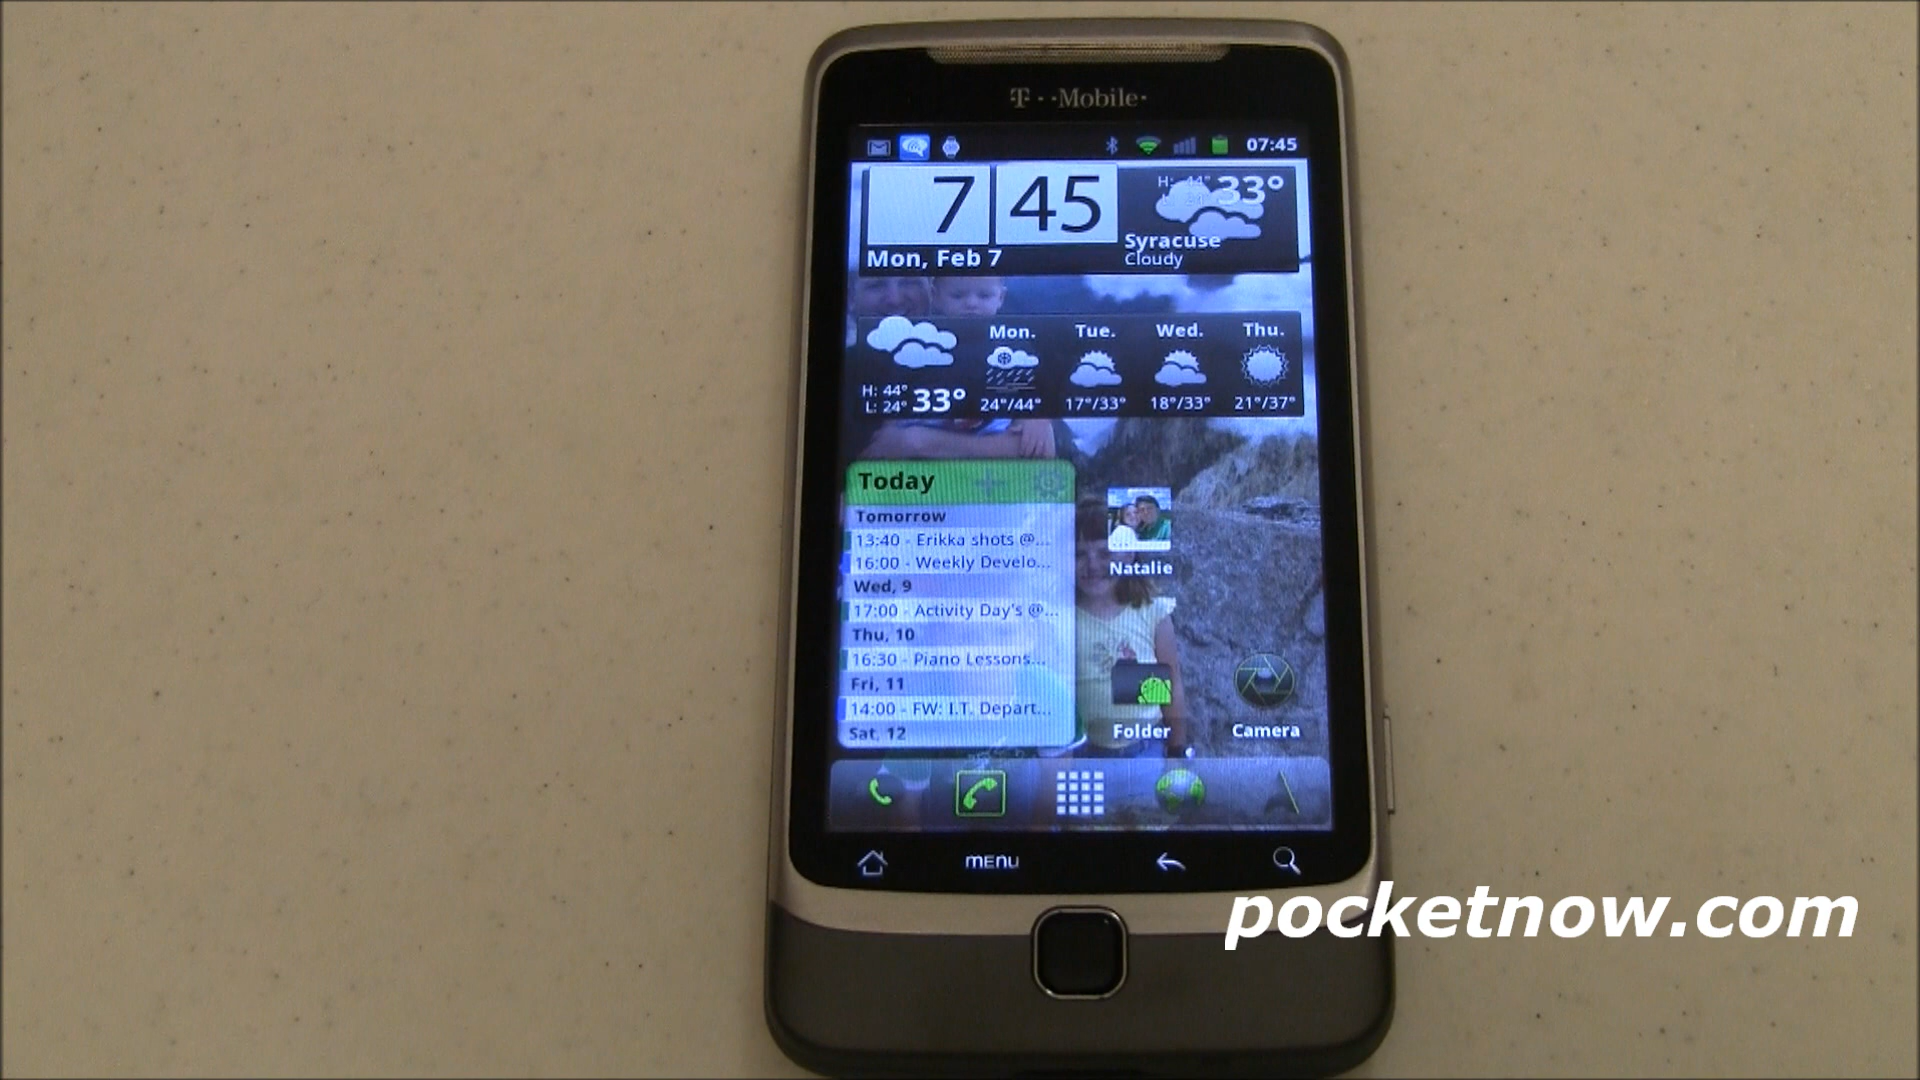 T··Mobile·
07:45
7 45
H: 44° 33°
Syracuse
Mon, Feb 7
Cloudy
Mon. Tue. Wed. Thu.
H: 44°
L: 24° 33° 24°/44° 17°/33° 18°/33° 21°/37°
Today
Tomorrow
13:40 - Erikka shots @...
16:00 - Weekly Develo...
Wed, 9
17:00 - Activity Day's @...
Thu, 10
16:30 - Piano Lessons...
Fri, 11
14:00 - FW: I.T. Depart...
Sat, 12
Natalie
Folder
Camera
MENU
pocketnow.com